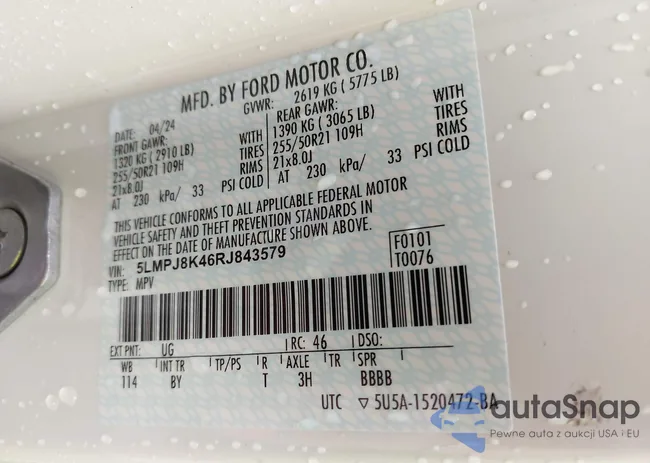 MFD. BY FORD MOTOR CO.
GVWR: 2619 KG ( 5775 LB)
DATE: 04/24
FRONT GAWR: WITH REAR GAWR: WITH
1320 KG ( 2910 LB) TIRES 1390 KG ( 3065 LB) TIRES
255/50R21 109H RIMS 255/50R21 109H RIMS
21x8.0J 21x8.0J
AT 230 kPa/ 33 PSI COLD AT 230 kPa/ 33 PSI COLD
THIS VEHICLE CONFORMS TO ALL APPLICABLE FEDERAL MOTOR
VEHICLE SAFETY AND THEFT PREVENTION STANDARDS IN
EFFECT ON THE DATE OF MANUFACTURE SHOWN ABOVE.
VIN: 5LMPJ8K46RJ843579 F0101
TYPE: MPV T0076
EXT PNT: UG RC: 46 DSO:
WB INT TR TP/PS R AXLE TR SPR
114 BY T 3H BBBB
UTC ▽ 5U5A-1520472-BA
autoSnap
Pewne auta z aukcji USA i EU